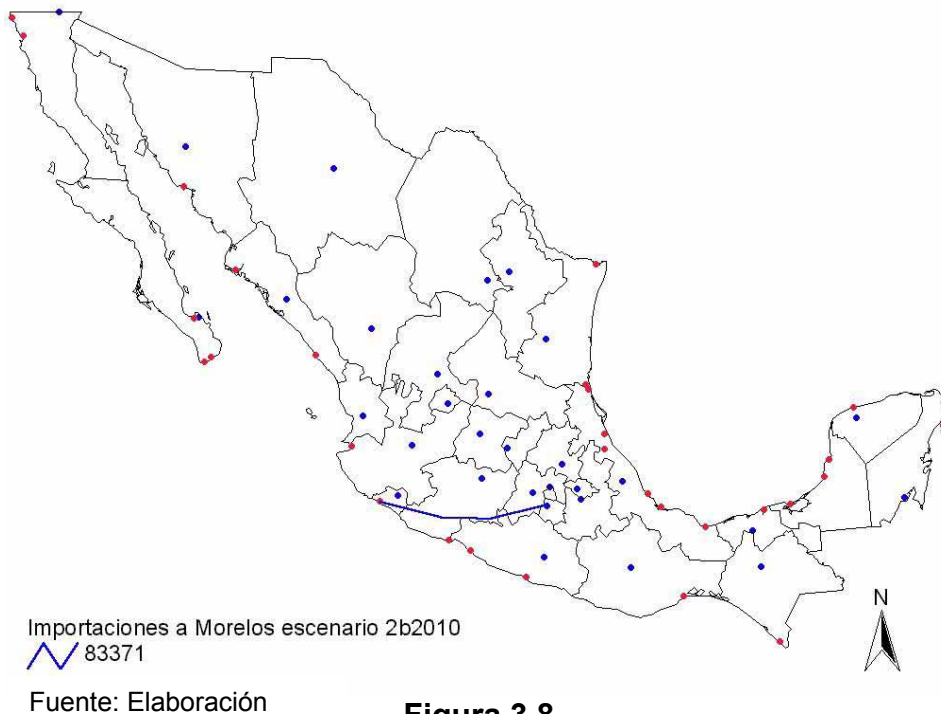 N
Importaciones a Morelos escenario 2b2010
83371
Fuente: Elaboración
Figura 3.8